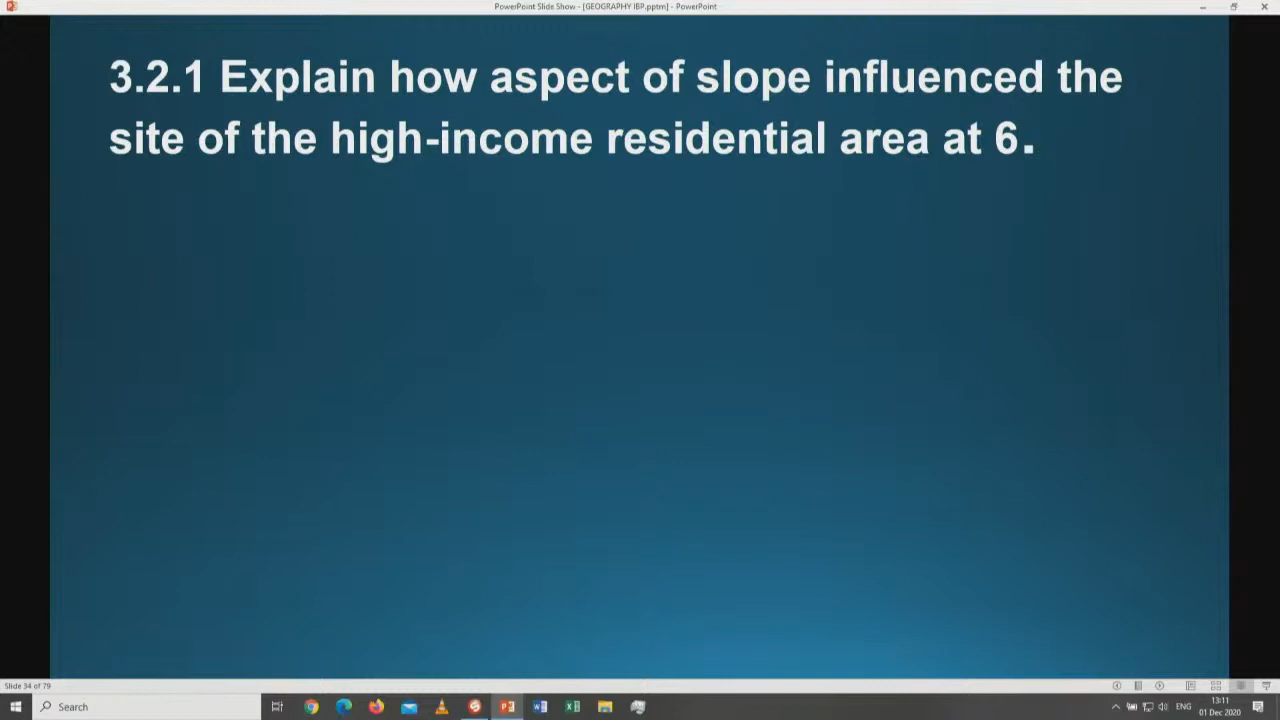 PowerPoint Slide Show - [GEOGRAPHY IBP.pptm] - PowerPoint
3.2.1 Explain how aspect of slope influenced the
site of the high-income residential area at 6.
Slide 34 of 79
Search
ENG
13:11
01 Dec 2020